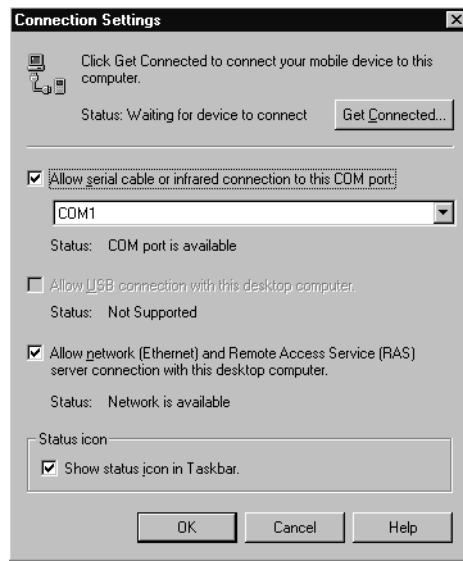 Connection Settings
Click Get Connected to connect your mobile device to this
computer.
Status: Waiting for device to connect
Get Connected...
Allow serial cable or infrared connection to this COM port:
COM1
Status: COM port is available
Allow USB connection with this desktop computer.
Status: Not Supported
Allow network (Ethernet) and Remote Access Service (RAS)
server connection with this desktop computer.
Status: Network is available
Status icon
Show status icon in Taskbar.
OK Cancel Help